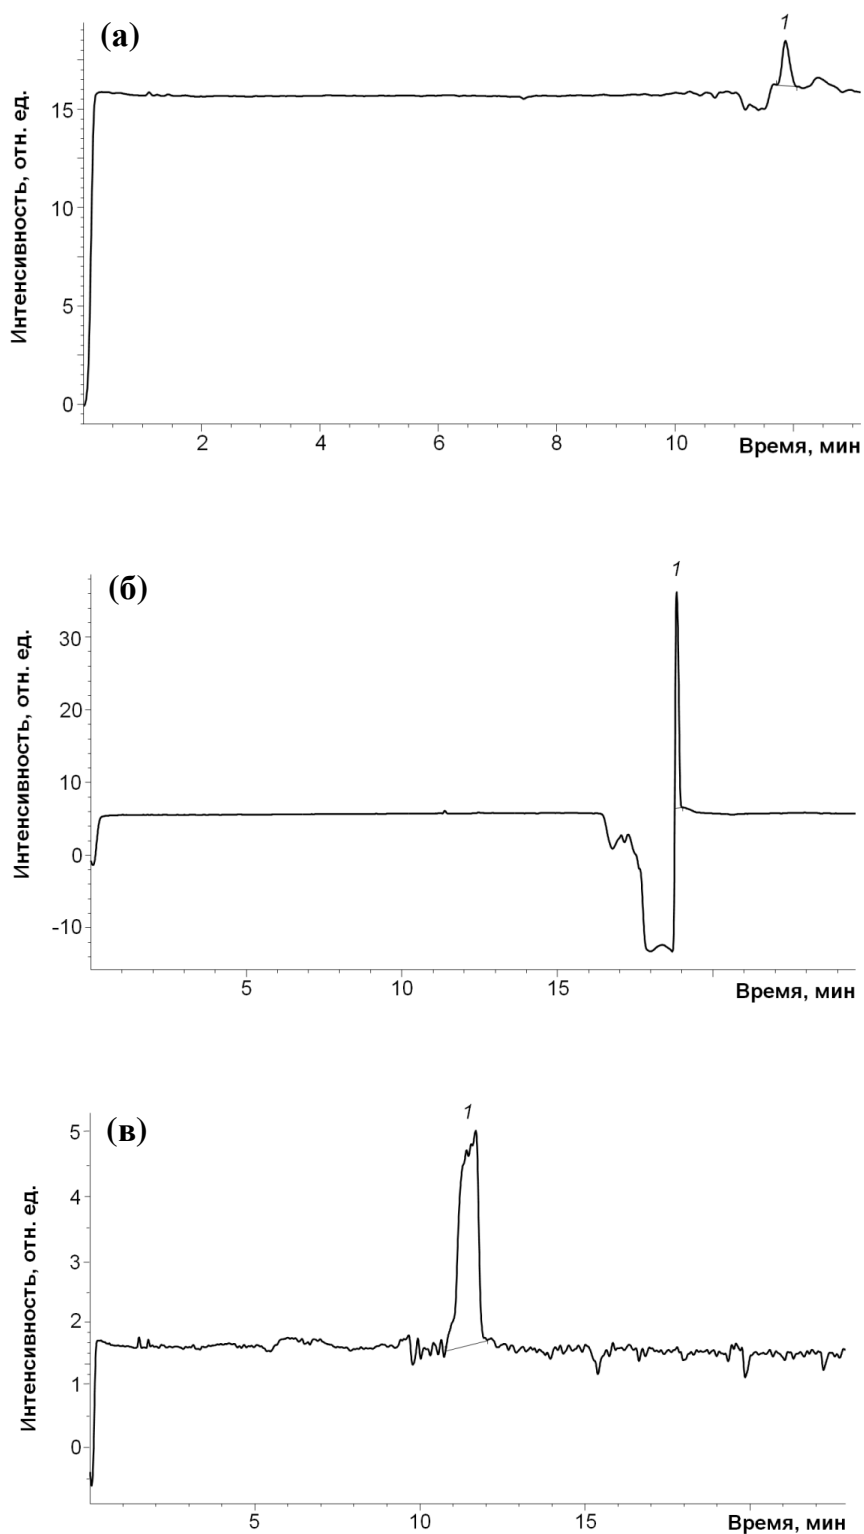 (а)
1
Интенсивность, отн. ед.
15
10
5
0
2 4 6 8 10 Время, мин
(б)
1
Интенсивность, отн. ед.
30
20
10
0
-10
5 10 15 Время, мин
(в)
1
Интенсивность, отн. ед.
5
4
3
2
1
0
5 10 15 Время, мин